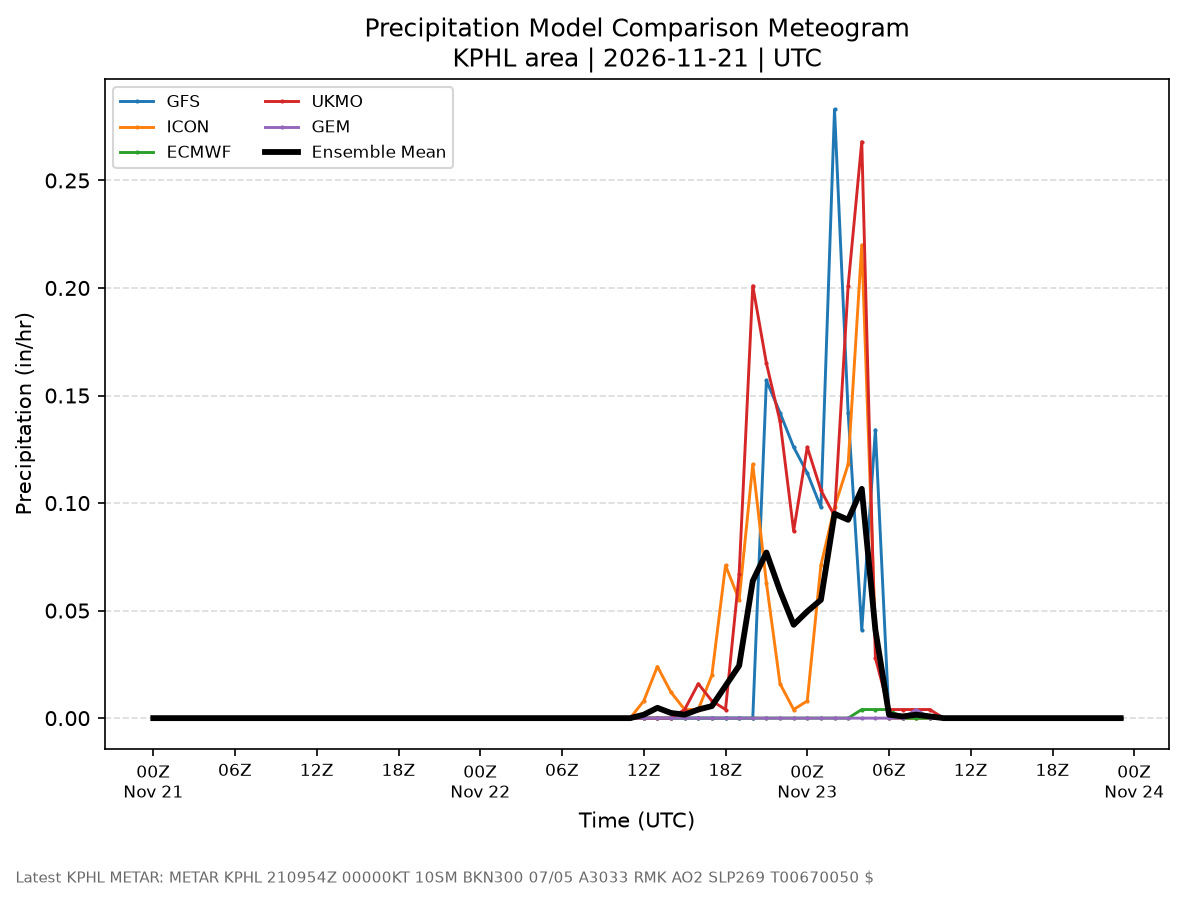 Precipitation Model Comparison Meteogram
KPHL area | 2026-11-21 | UTC
GFS
ICON
ECMWF
UKMO
GEM
Ensemble Mean
Precipitation (in/hr)
0.25
0.20
0.15
0.10
0.05
0.00
00Z 06Z 12Z 18Z 00Z 06Z 12Z 18Z 00Z 06Z 12Z 18Z 00Z
Nov 21 Nov 22 Nov 23 Nov 24
Time (UTC)
Latest KPHL METAR: METAR KPHL 210954Z 00000KT 10SM BKN300 07/05 A3033 RMK AO2 SLP269 T00670050 $